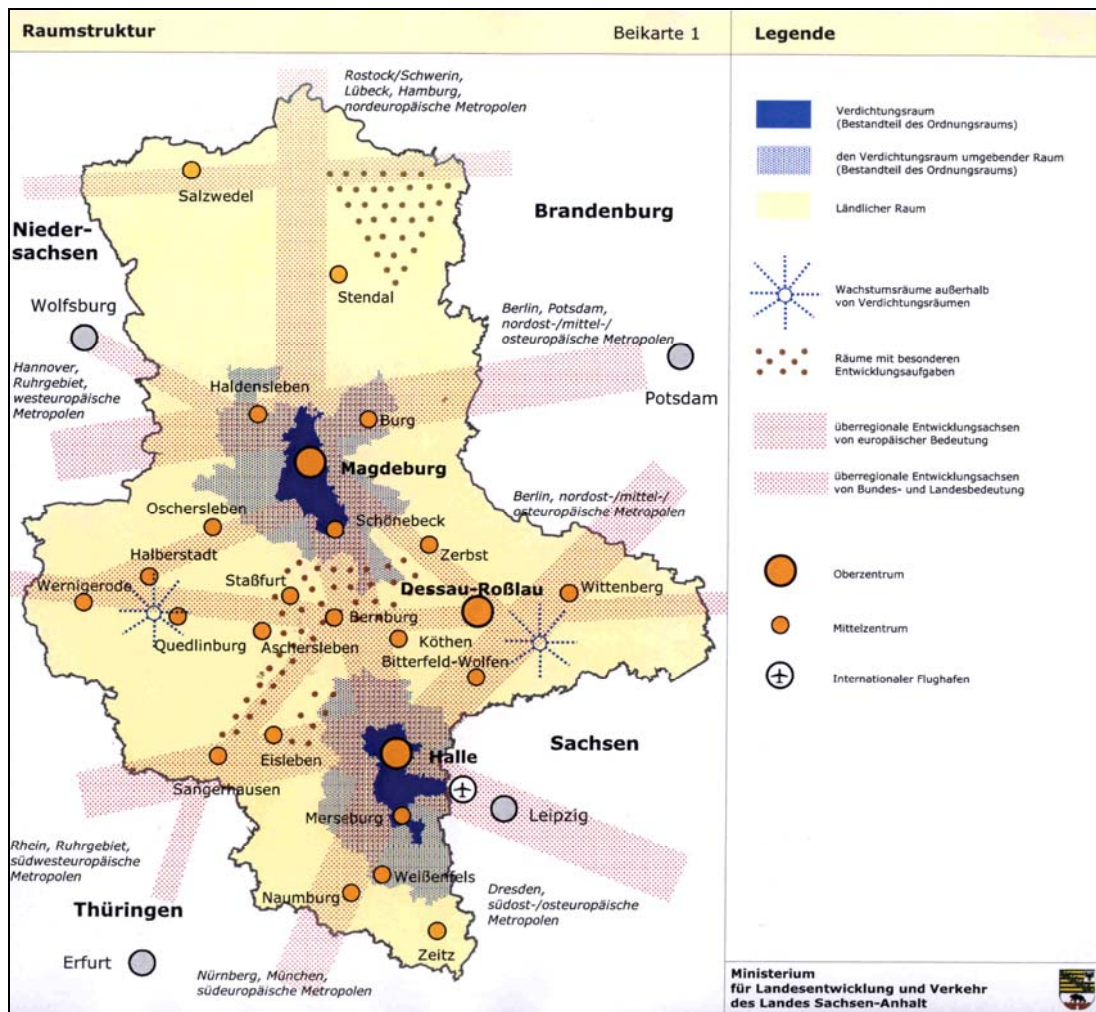 Raumstruktur
Beikarte 1
Legende
Rostock/Schwerin,
Lübeck, Hamburg,
nordeuropäische Metropolen
Salzwedel
Brandenburg
Nieder-
sachsen
Stendal
Wolfsburg
Berlin, Potsdam,
nordost-/mittel-/
osteuropäische Metropolen
Hannover,
Ruhrgebiet,
westeuropäische
Metropolen
Potsdam
Haldensleben
Burg
Magdeburg
Berlin, nordost-/mittel-/
osteuropäische Metropolen
Oschersleben
Schönebeck
Zerbst
Halberstadt
Wernigerode
Staßfurt
Dessau-Roßlau
Wittenberg
Bernburg
Quedlinburg
Aschersleben
Köthen
Bitterfeld-Wolfen
Sachsen
Halle
Eisleben
Sangerhausen
Merseburg
Leipzig
Rhein, Ruhrgebiet,
südwesteuropäische
Metropolen
Weißenfels
Naumburg
Dresden,
südost-/osteuropäische
Metropolen
Thüringen
Zeitz
Erfurt
Nürnberg, München,
südeuropäische Metropolen
Verdichtungsraum
(Bestandteil des Ordnungsraums)
den Verdichtungsraum umgebender Raum
(Bestandteil des Ordnungsraums)
Ländlicher Raum
Wachstumsräume außerhalb
von Verdichtungsräumen
Räume mit besonderen
Entwicklungsaufgaben
überregionale Entwicklungsachsen
von europäischer Bedeutung
überregionale Entwicklungsachsen
von Bundes- und Landesbedeutung
Oberzentrum
Mittelzentrum
Internationaler Flughafen
Ministerium
für Landesentwicklung und Verkehr
des Landes Sachsen-Anhalt